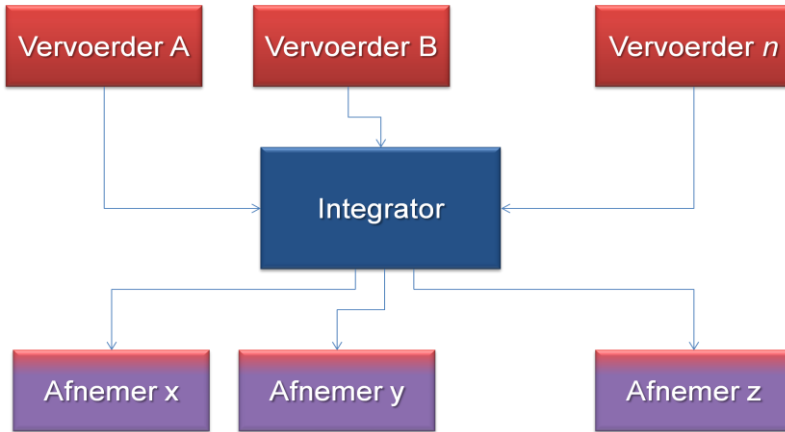 Vervoerder A
Vervoerder B
Vervoerder n
Integrator
Afnemer x
Afnemer y
Afnemer z